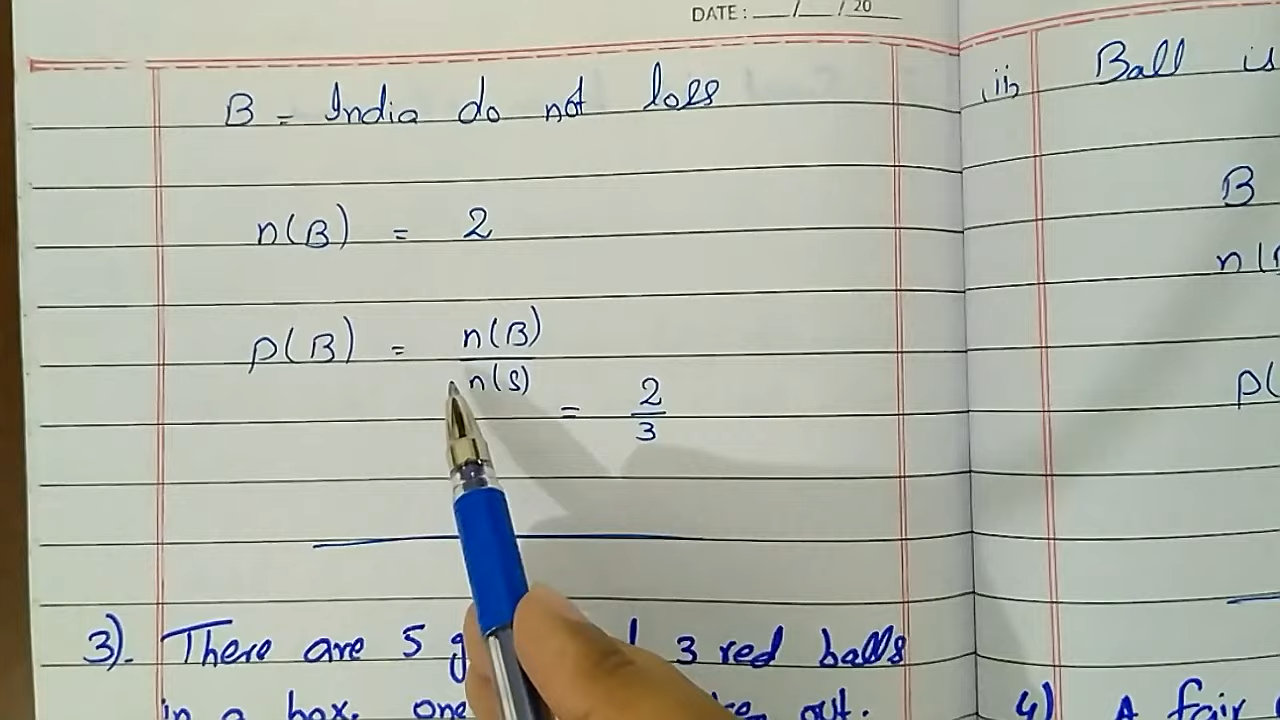 DATE: ___/___/20___
B = India do not loss
n(B) = 2
p(B) = n(B)
n(S)
= 2
3
3). There are 5 3 red balls
in a box. one out.
ii) Ball is
B
n(
p(
4) A fair